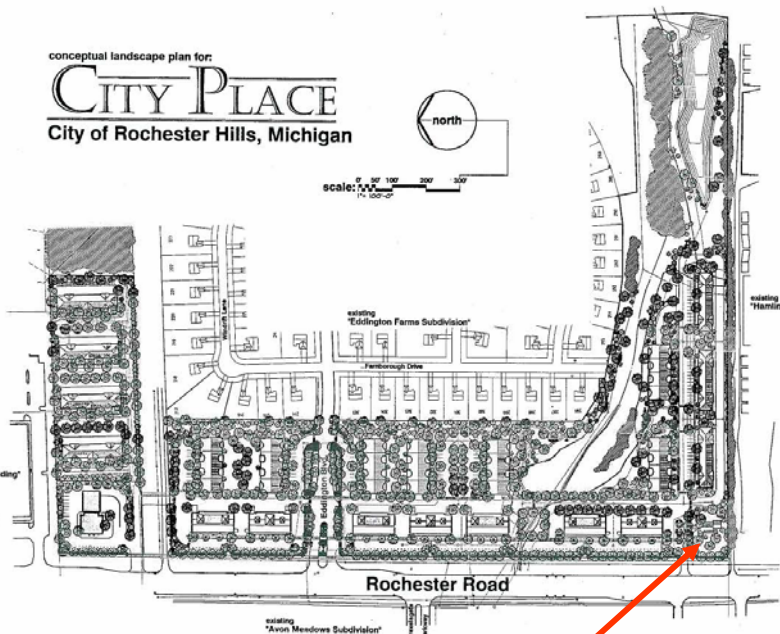 conceptual landscape plan for:
CITY PLACE
City of Rochester Hills, Michigan
north
scale:
0' 50' 100' 200' 300'
1"= 100'-0"
existing
"Eddington Farms Subdivision"
Farnborough Drive
existing
"Hamlin
ding"
Eddington Blvd.
Rochester Road
existing
"Avon Meadows Subdivision"